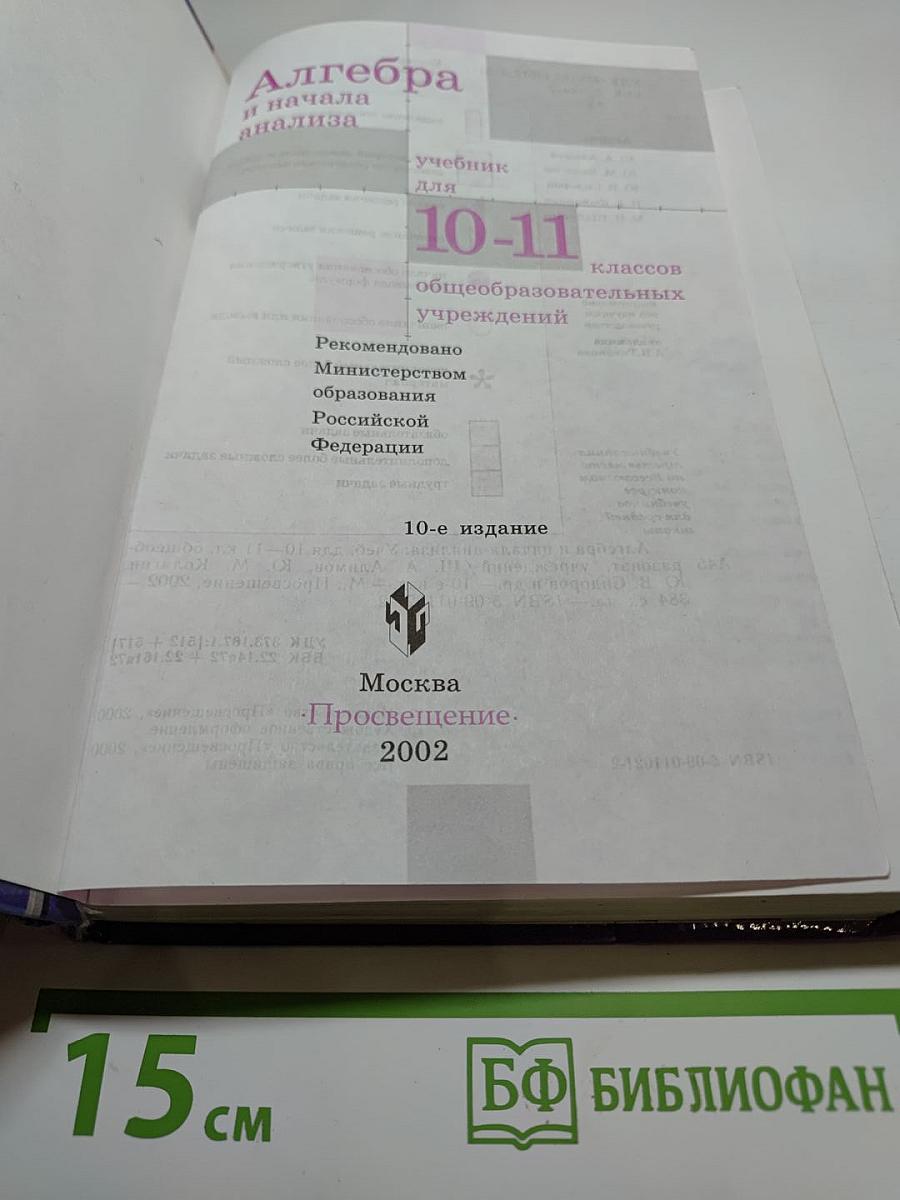 Алгебра
и начала
анализа
учебник
для
10-11
классов
общеобразовательных
учреждений
Рекомендовано
Министерством
образования
Российской
Федерации
10-е издание
Москва
·Просвещение·
2002
15 см
БФ БИБЛИОФАН